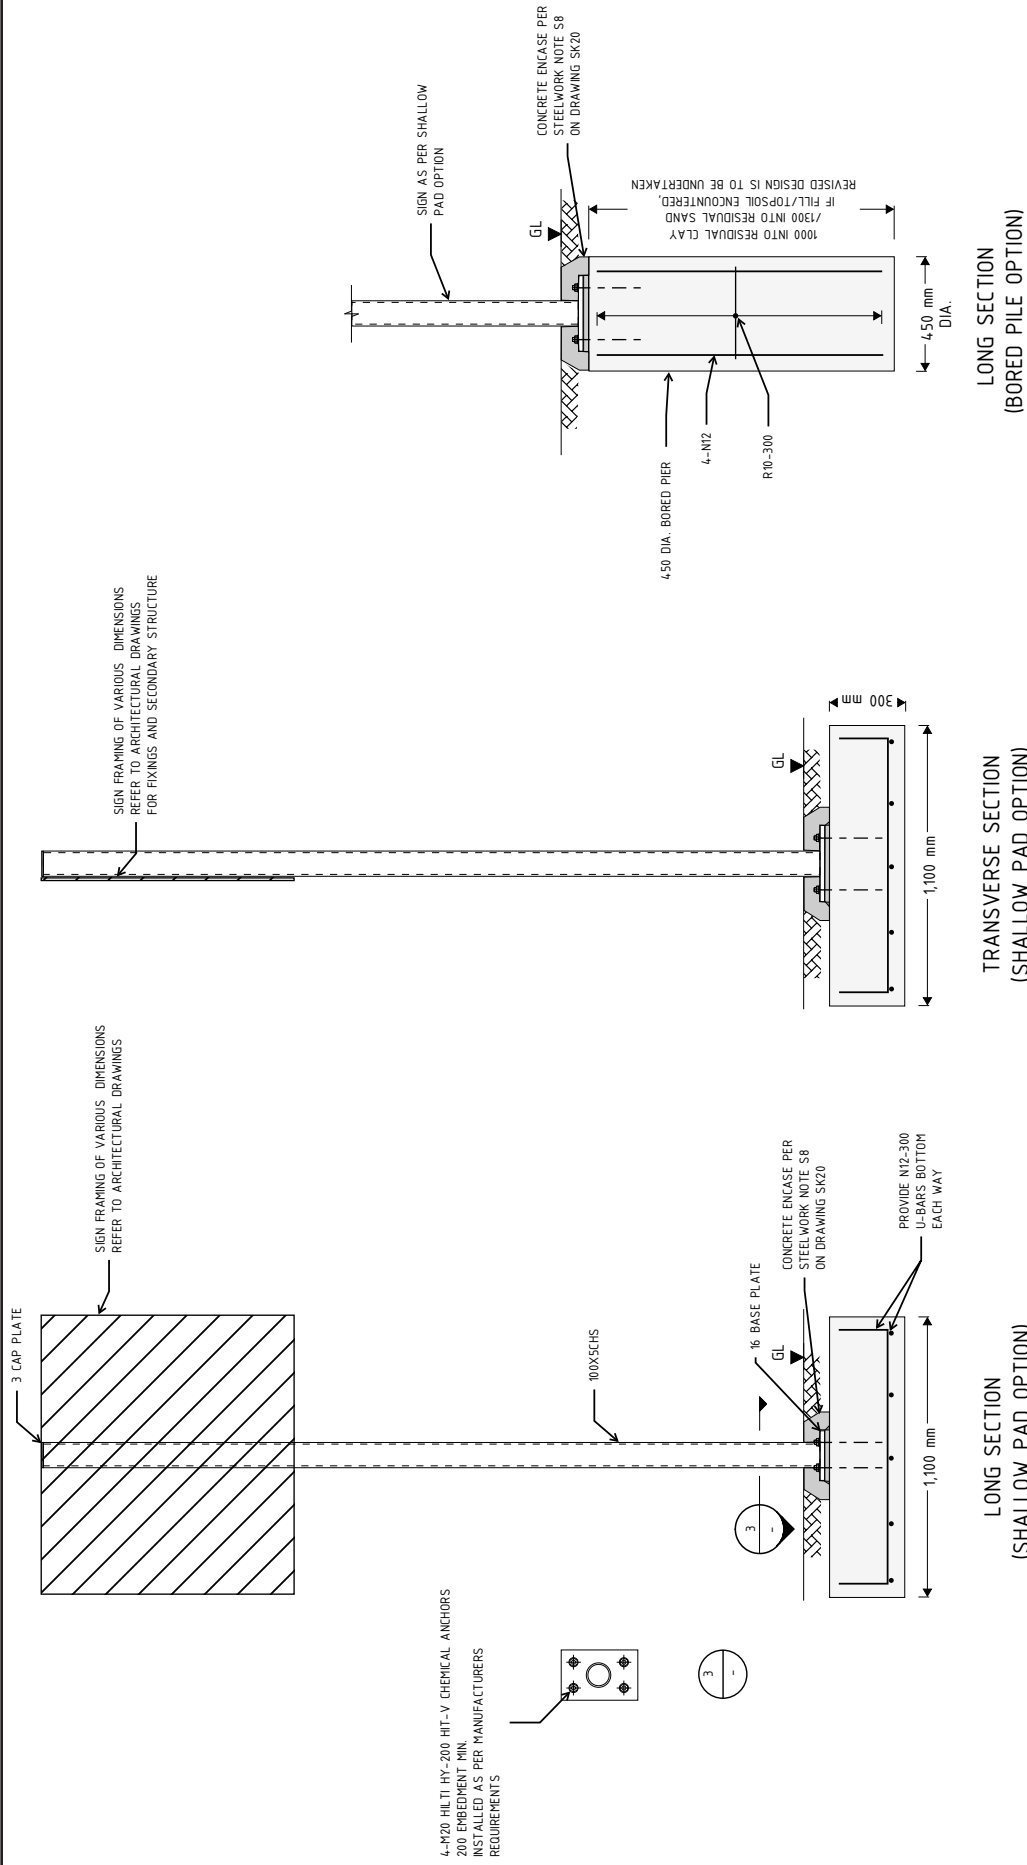 4-M20 HILTI HY-200 HIT-V CHEMICAL ANCHORS
200 EMBEDMENT MIN.
INSTALLED AS PER MANUFACTURERS
REQUIREMENTS
3
-
3
-
3 CAP PLATE
SIGN FRAMING OF VARIOUS DIMENSIONS
REFER TO ARCHITECTURAL DRAWINGS
100X5CHS
16 BASE PLATE
GL
CONCRETE ENCASE PER
STEELWORK NOTE S8
ON DRAWING SK20
PROVIDE N12-300
U-BARS BOTTOM
EACH WAY
1,100 mm
LONG SECTION
(SHALLOW PAD OPTION)
SIGN FRAMING OF VARIOUS DIMENSIONS
REFER TO ARCHITECTURAL DRAWINGS
FOR FIXINGS AND SECONDARY STRUCTURE
GL
300 mm
1,100 mm
TRANSVERSE SECTION
(SHALLOW PAD OPTION)
SIGN AS PER SHALLOW
PAD OPTION
GL
CONCRETE ENCASE PER
STEELWORK NOTE S8
ON DRAWING SK20
1000 INTO RESIDUAL CLAY
/1300 INTO RESIDUAL SAND
IF FILL/TOPSOIL ENCOUNTERED,
REVISED DESIGN IS TO BE UNDERTAKEN
450 DIA. BORED PIER
4-N12
R10-300
450 mm
DIA.
LONG SECTION
(BORED PILE OPTION)